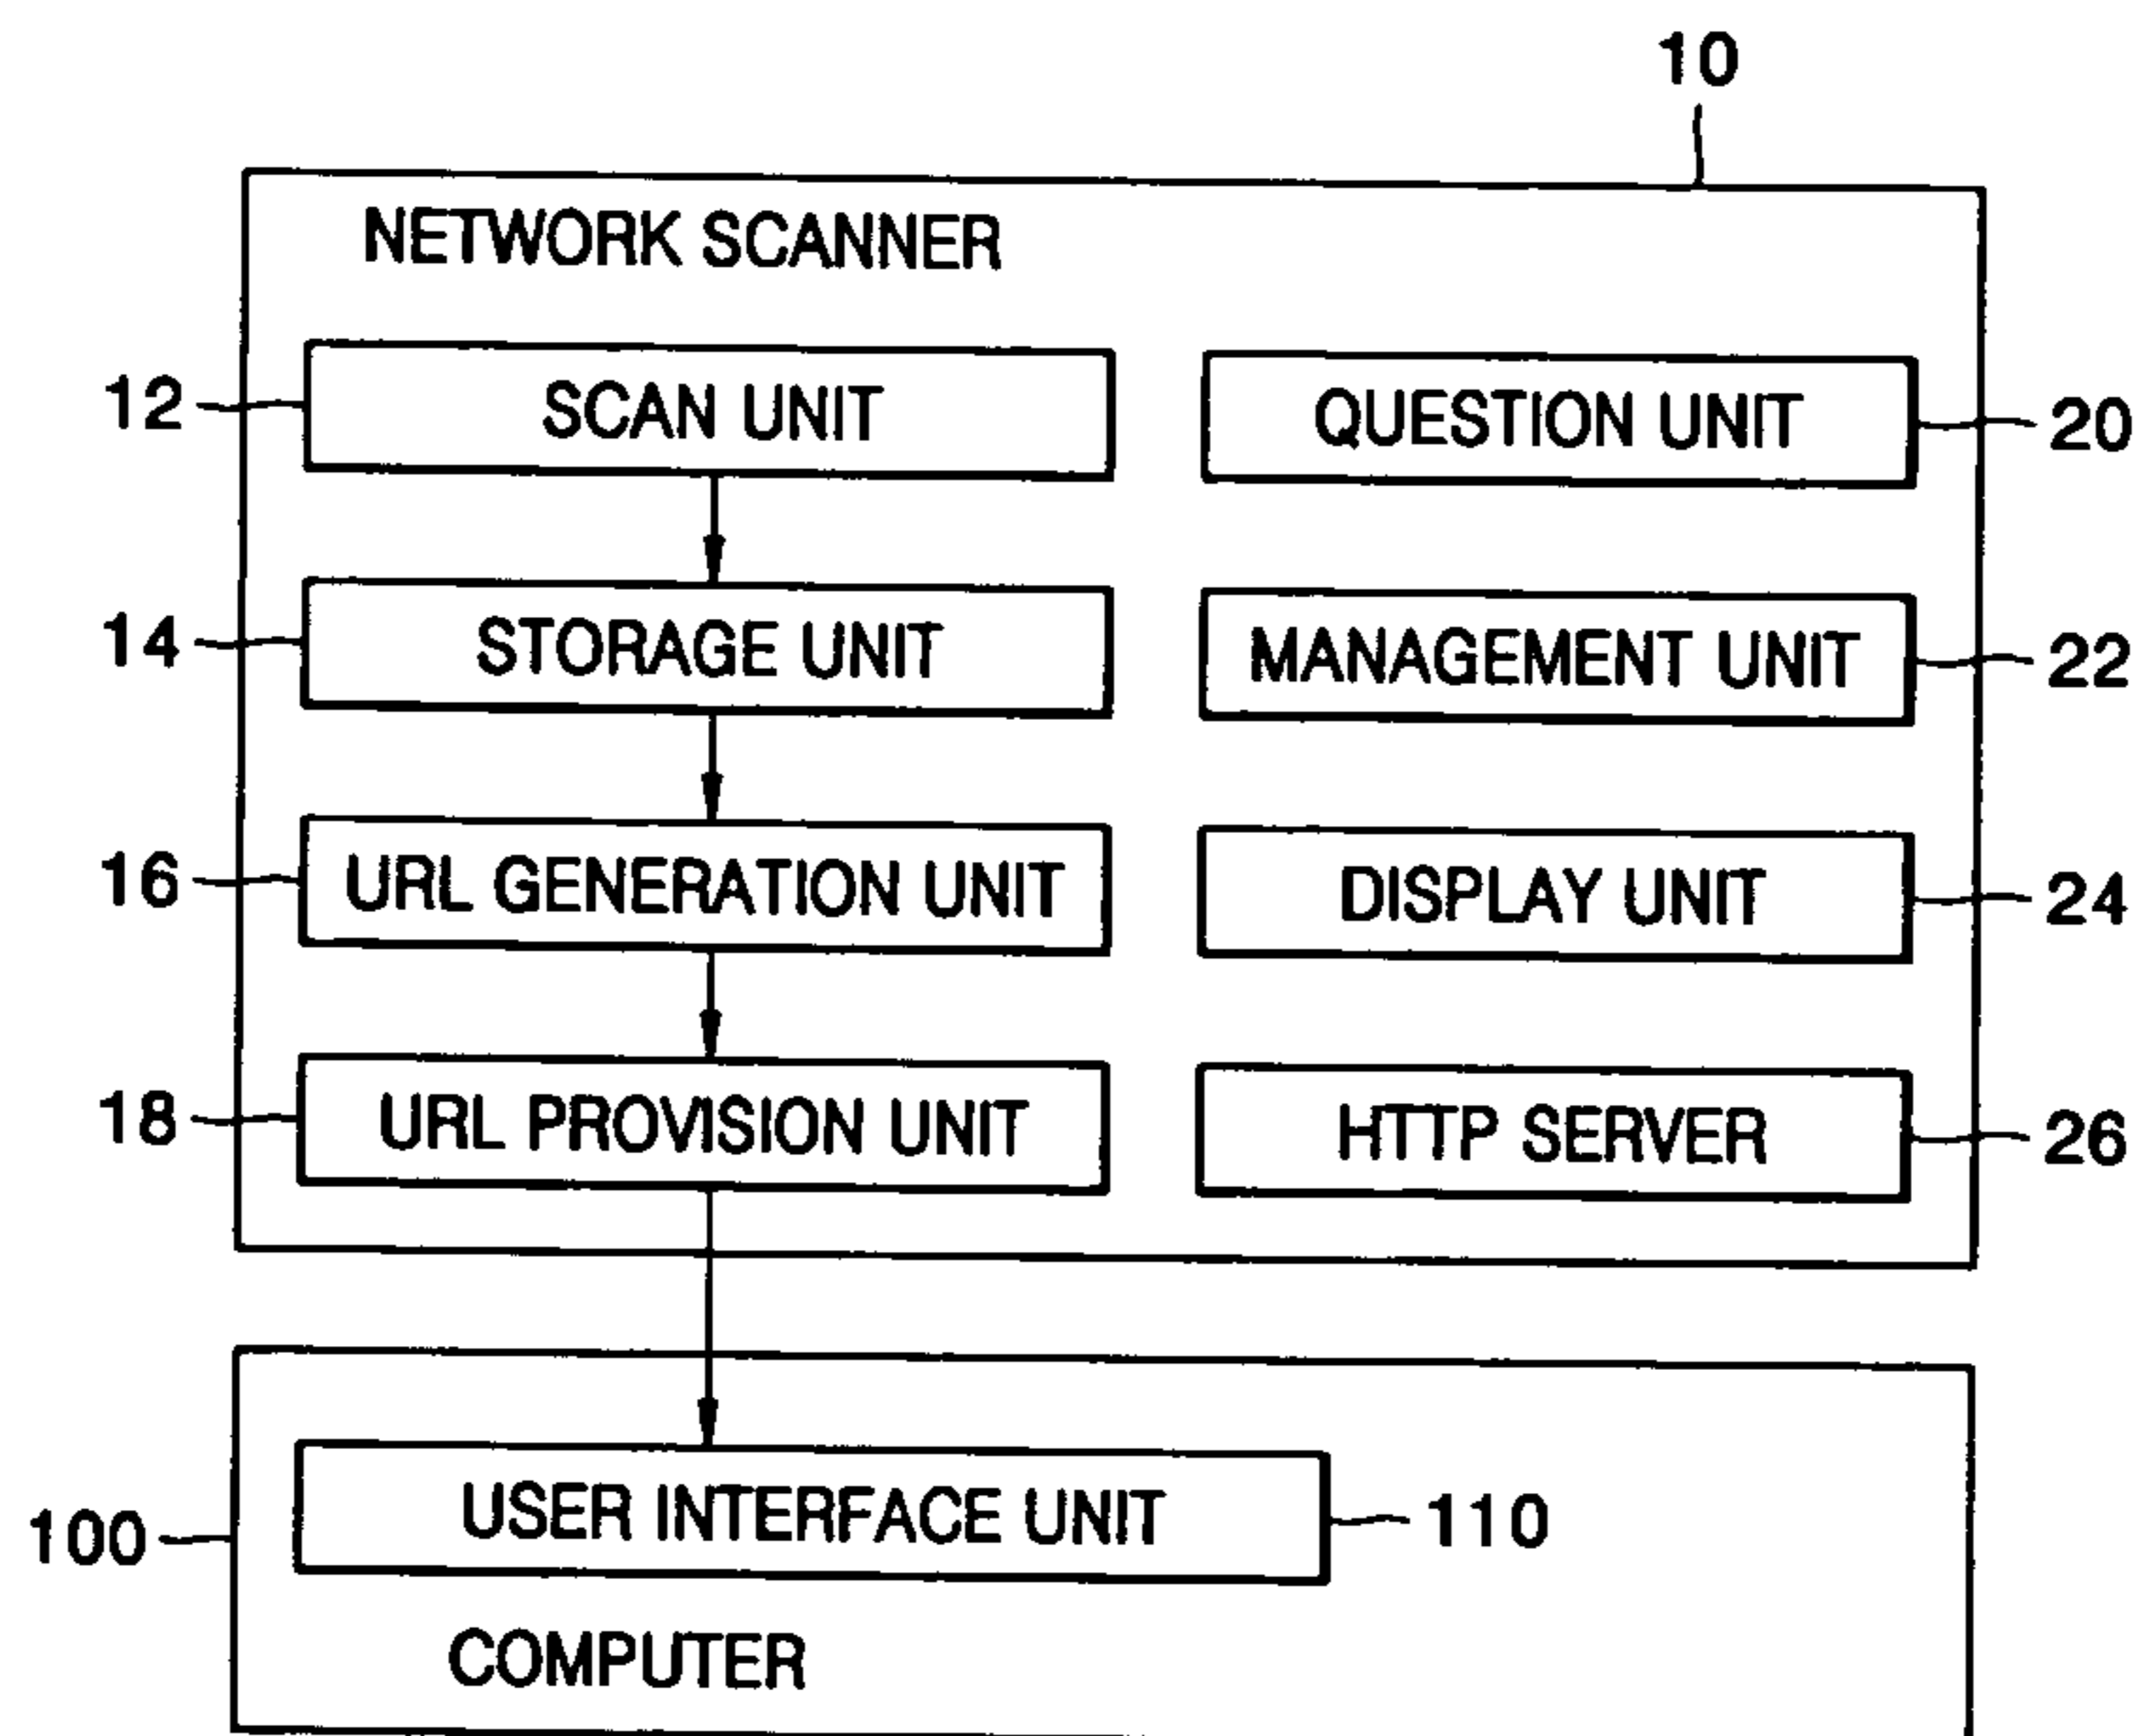 10
NETWORK SCANNER
12 SCAN UNIT QUESTION UNIT 20
14 STORAGE UNIT MANAGEMENT UNIT 22
16 URL GENERATION UNIT DISPLAY UNIT 24
18 URL PROVISION UNIT HTTP SERVER 26
100 USER INTERFACE UNIT 110
COMPUTER